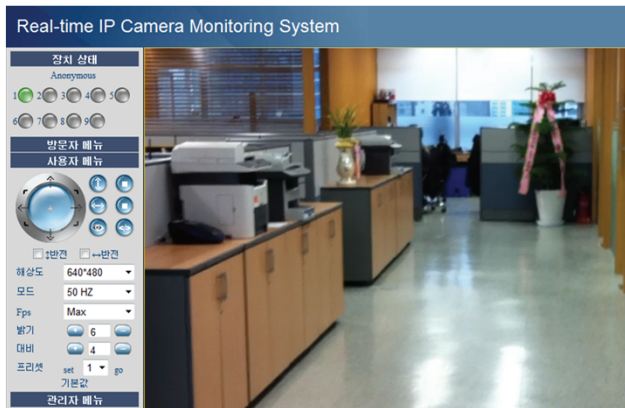 Real-time IP Camera Monitoring System
장치 상태
Anonymous
1 2 3 4 5
6 7 8 9
방문자 메뉴
사용자 메뉴
↕반전 ↔반전
해상도 640*480
모드 50 HZ
Fps Max
밝기 6
대비 4
프리셋 set 1 go
기본값
관리자 메뉴